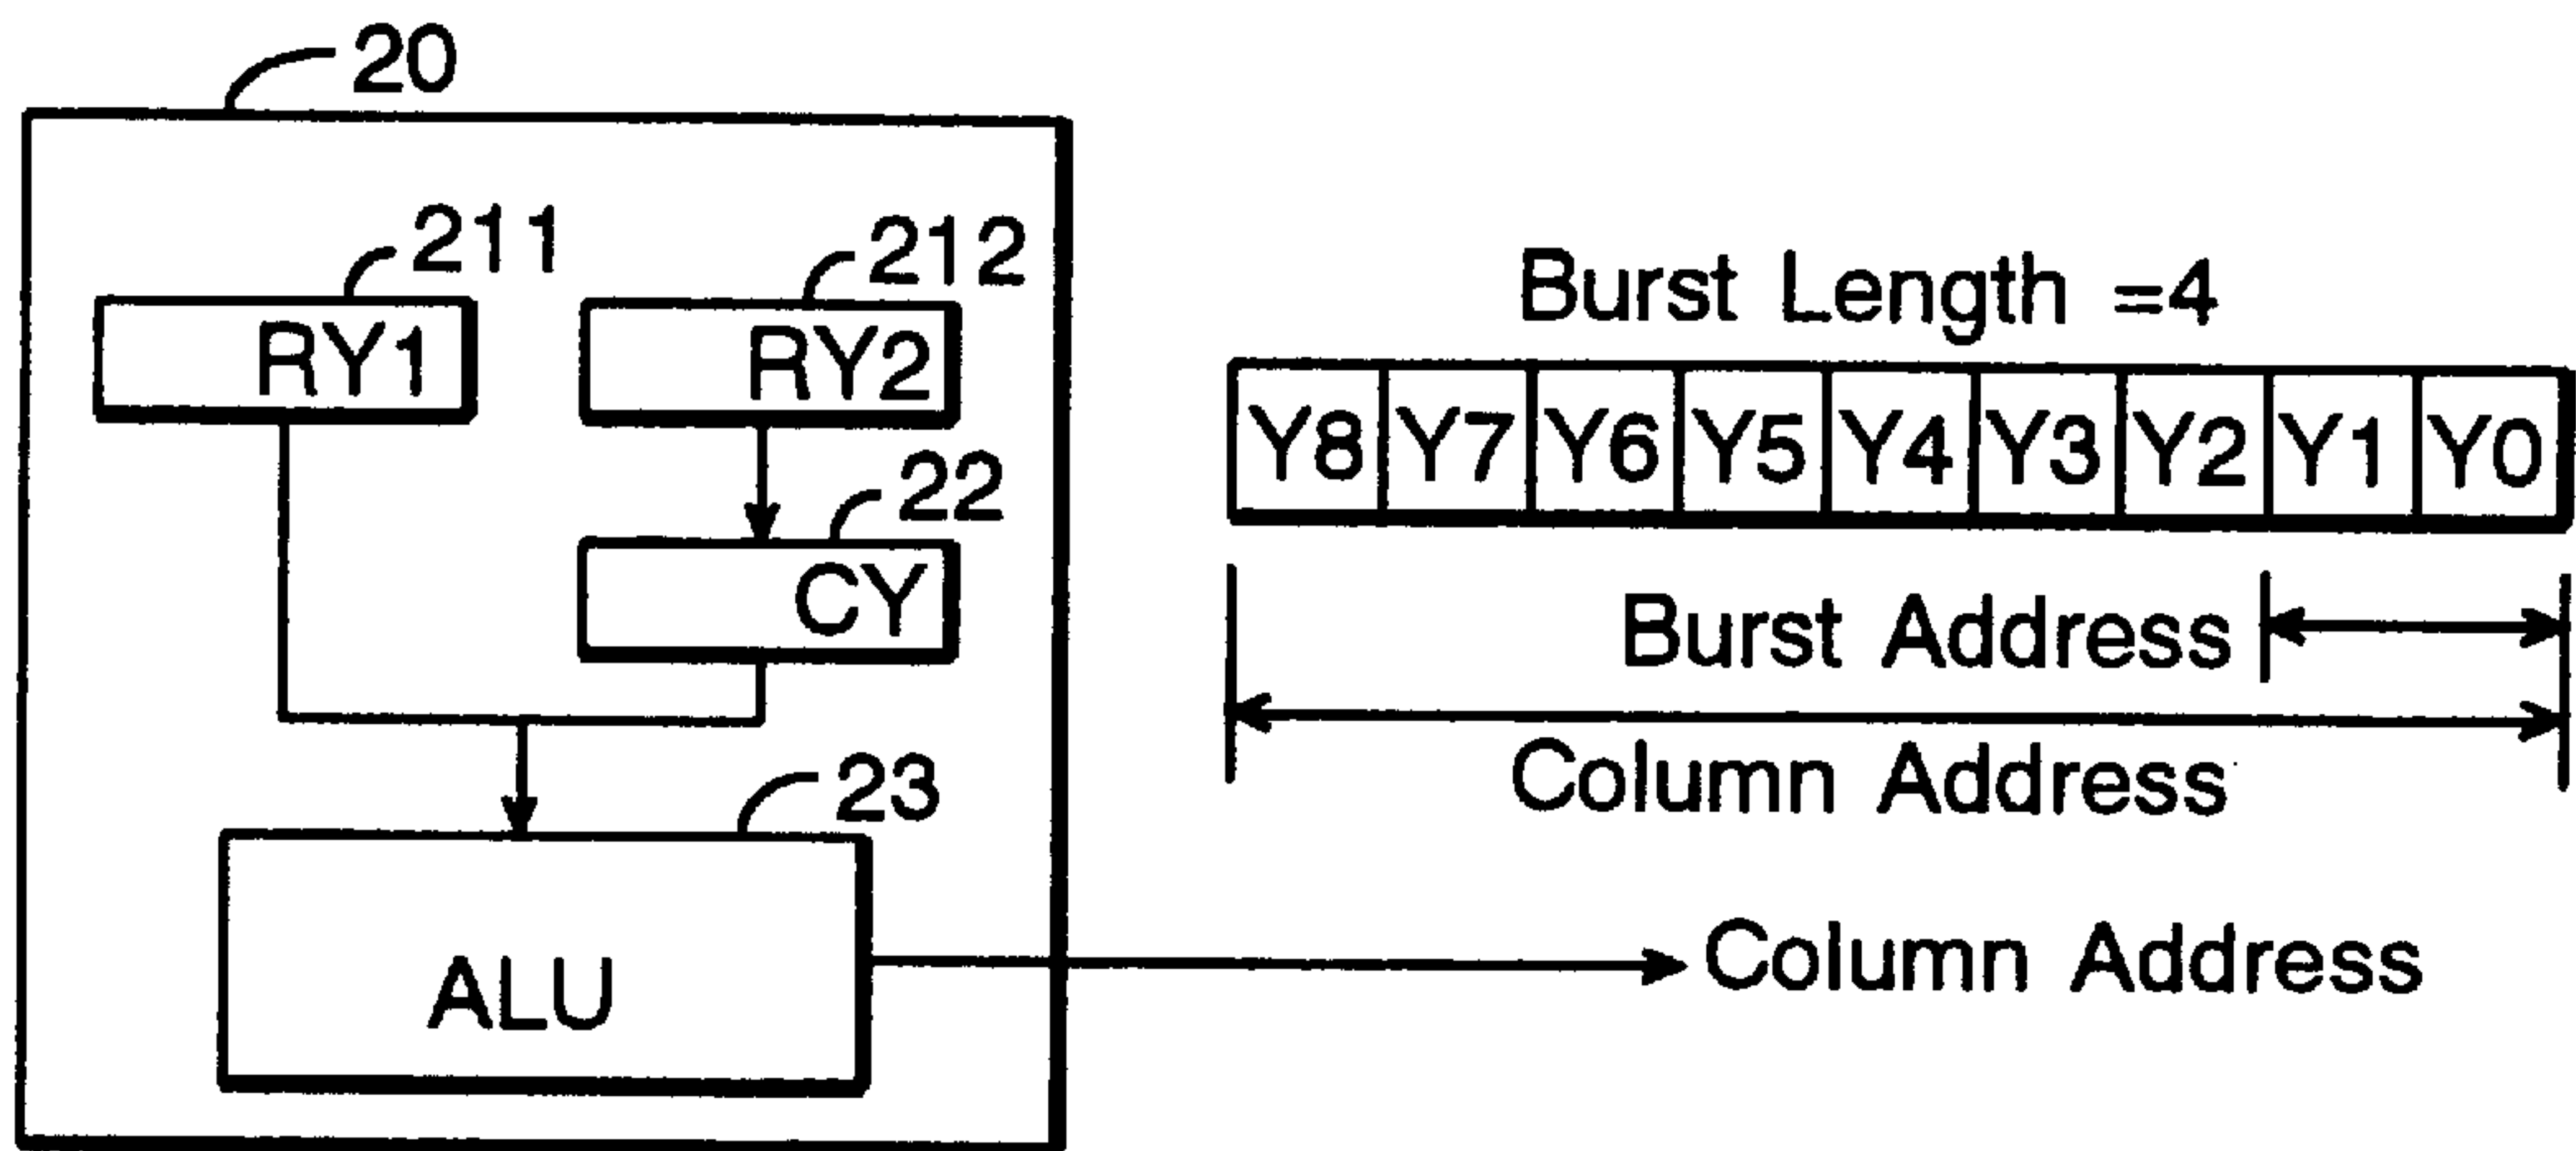 20
211
212
RY1
RY2
22
CY
23
ALU
Burst Length =4
Y8 Y7 Y6 Y5 Y4 Y3 Y2 Y1 Y0
Burst Address
Column Address
Column Address